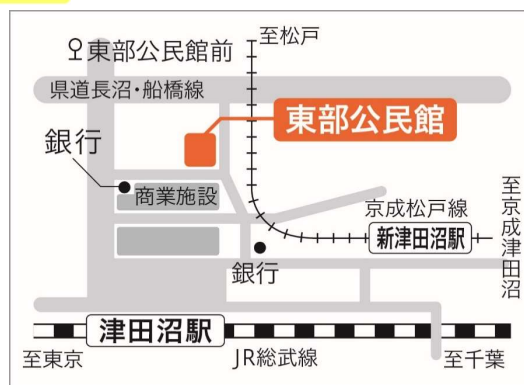 東部公民館前
至松戸
県道長沼・船橋線
東部公民館
銀行
商業施設
京成松戸線
新津田沼駅
至京成津田沼
銀行
津田沼駅
至東京
JR総武線
至千葉